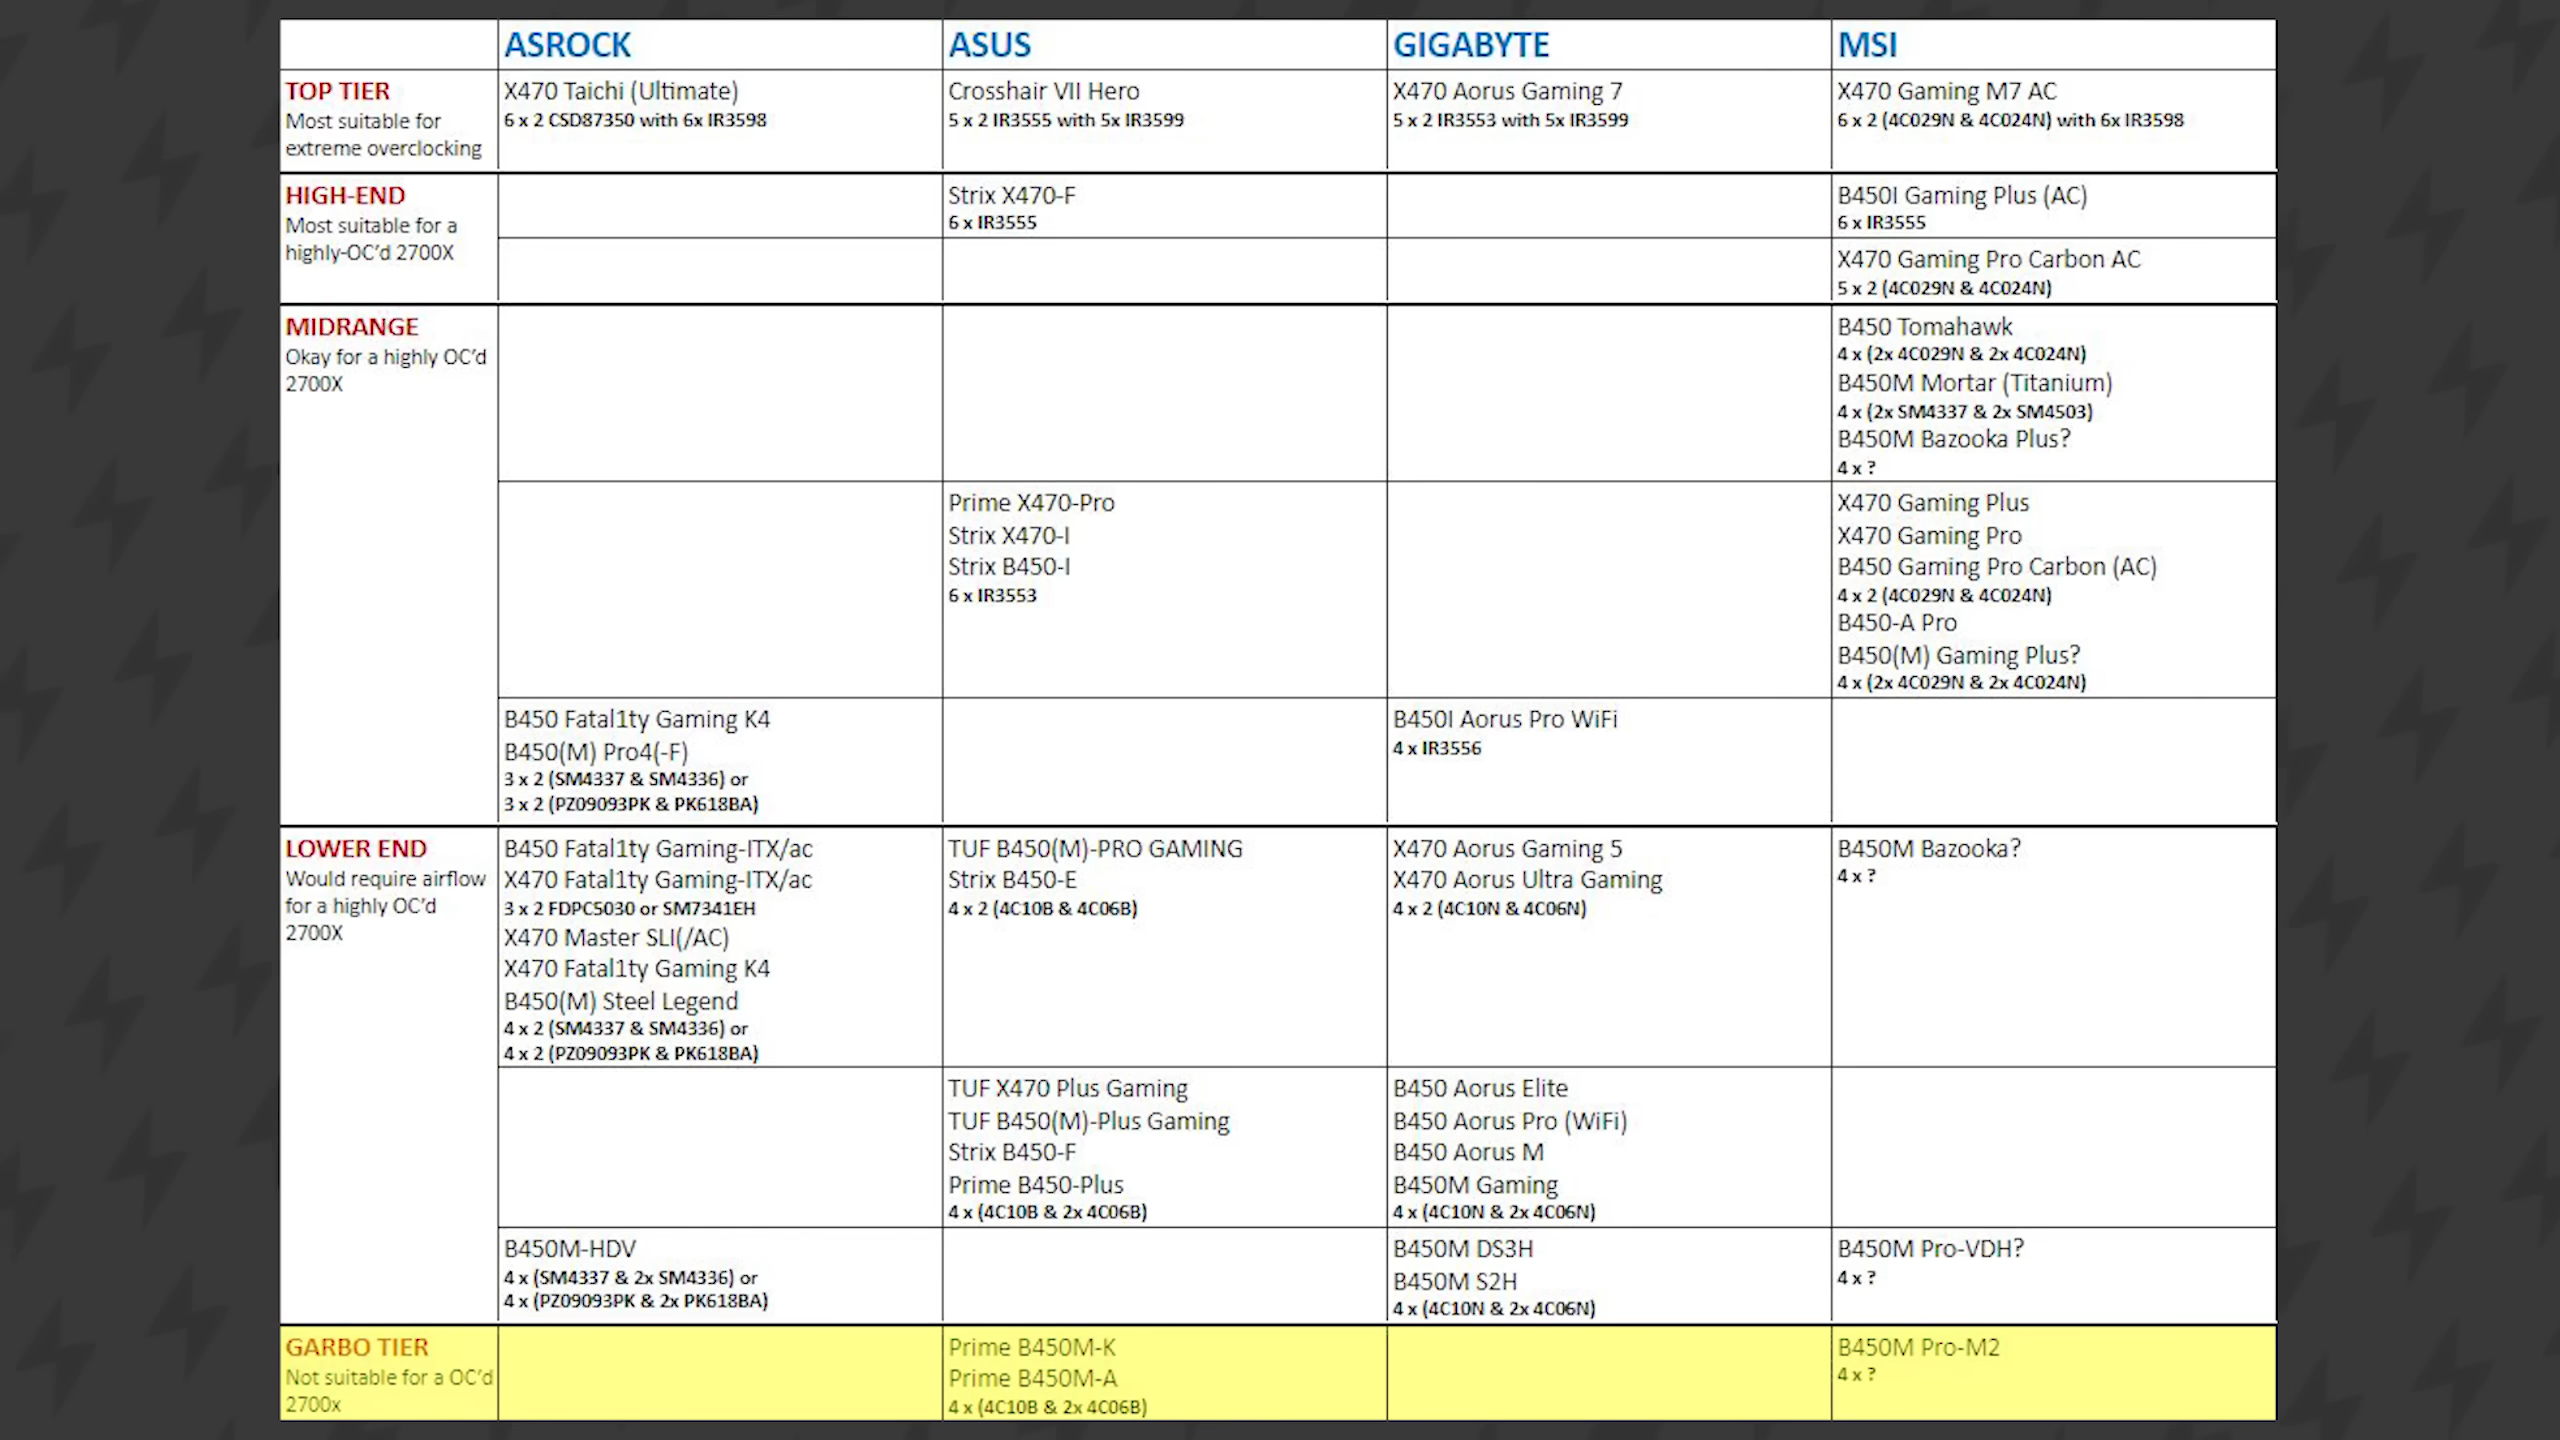 ASROCK ASUS GIGABYTE MSI
TOP TIER
Most suitable for
extreme overclocking
X470 Taichi (Ultimate)
6 x 2 CSD87350 with 6x IR3598
Crosshair VII Hero
5 x 2 IR3555 with 5x IR3599
X470 Aorus Gaming 7
5 x 2 IR3553 with 5x IR3599
X470 Gaming M7 AC
6 x 2 (4C029N & 4C024N) with 6x IR3598
HIGH-END
Most suitable for a
highly-OC'd 2700X
Strix X470-F
6 x IR3555
B450I Gaming Plus (AC)
6 x IR3555
X470 Gaming Pro Carbon AC
5 x 2 (4C029N & 4C024N)
MIDRANGE
Okay for a highly OC'd
2700X
B450 Tomahawk
4 x (2x 4C029N & 2x 4C024N)
B450M Mortar (Titanium)
4 x (2x SM4337 & 2x SM4503)
B450M Bazooka Plus?
4 x ?
Prime X470-Pro
Strix X470-I
Strix B450-I
6 x IR3553
X470 Gaming Plus
X470 Gaming Pro
B450 Gaming Pro Carbon (AC)
4 x 2 (4C029N & 4C024N)
B450-A Pro
B450(M) Gaming Plus?
4 x (2x 4C029N & 2x 4C024N)
B450 Fatal1ty Gaming K4
B450(M) Pro4(-F)
3 x 2 (SM4337 & SM4336) or
3 x 2 (PZ09093PK & PK618BA)
B450I Aorus Pro WiFi
4 x IR3556
LOWER END
Would require airflow
for a highly OC'd
2700X
B450 Fatal1ty Gaming-ITX/ac
X470 Fatal1ty Gaming-ITX/ac
3 x 2 FDPC5030 or SM7341EH
X470 Master SLI(/AC)
X470 Fatal1ty Gaming K4
B450(M) Steel Legend
4 x 2 (SM4337 & SM4336) or
4 x 2 (PZ09093PK & PK618BA)
TUF B450(M)-PRO GAMING
Strix B450-E
4 x 2 (4C10B & 4C06B)
X470 Aorus Gaming 5
X470 Aorus Ultra Gaming
4 x 2 (4C10N & 4C06N)
B450M Bazooka?
4 x ?
TUF X470 Plus Gaming
TUF B450(M)-Plus Gaming
Strix B450-F
Prime B450-Plus
4 x (4C10B & 2x 4C06B)
B450 Aorus Elite
B450 Aorus Pro (WiFi)
B450 Aorus M
B450M Gaming
4 x (4C10N & 2x 4C06N)
B450M-HDV
4 x (SM4337 & 2x SM4336) or
4 x (PZ09093PK & 2x PK618BA)
B450M DS3H
B450M S2H
4 x (4C10N & 2x 4C06N)
B450M Pro-VDH?
4 x ?
GARBO TIER
Not suitable for a OC'd
2700x
Prime B450M-K
Prime B450M-A
4 x (4C10B & 2x 4C06B)
B450M Pro-M2
4 x ?